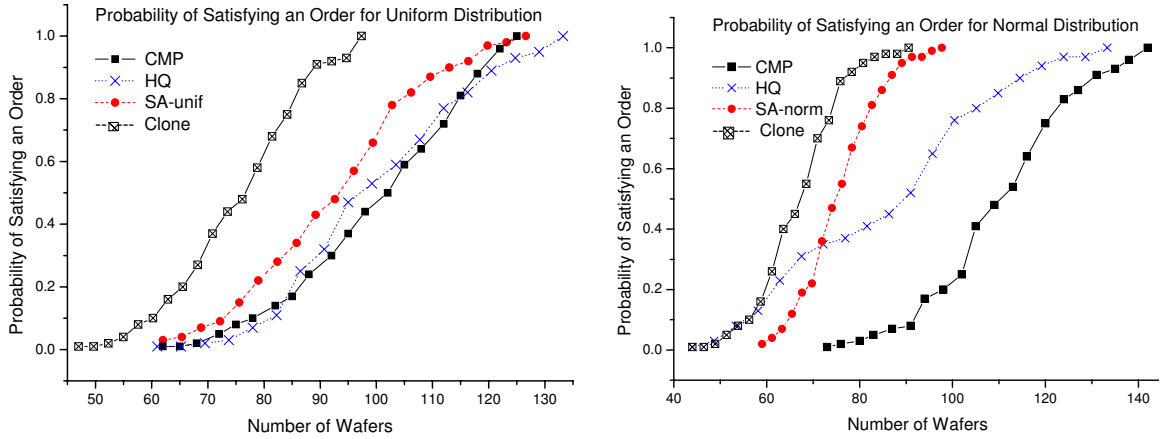 Probability of Satisfying an Order for Uniform Distribution
CMP
HQ
SA-unif
Clone
Probability of Satisfying an Order
1.0
0.8
0.6
0.4
0.2
0.0
50 60 70 80 90 100 110 120 130
Number of Wafers
Probability of Satisfying an Order for Normal Distribution
CMP
HQ
SA-norm
Clone
Probability of Satisfying an Order
1.0
0.8
0.6
0.4
0.2
0.0
40 60 80 100 120 140
Number of Wafers